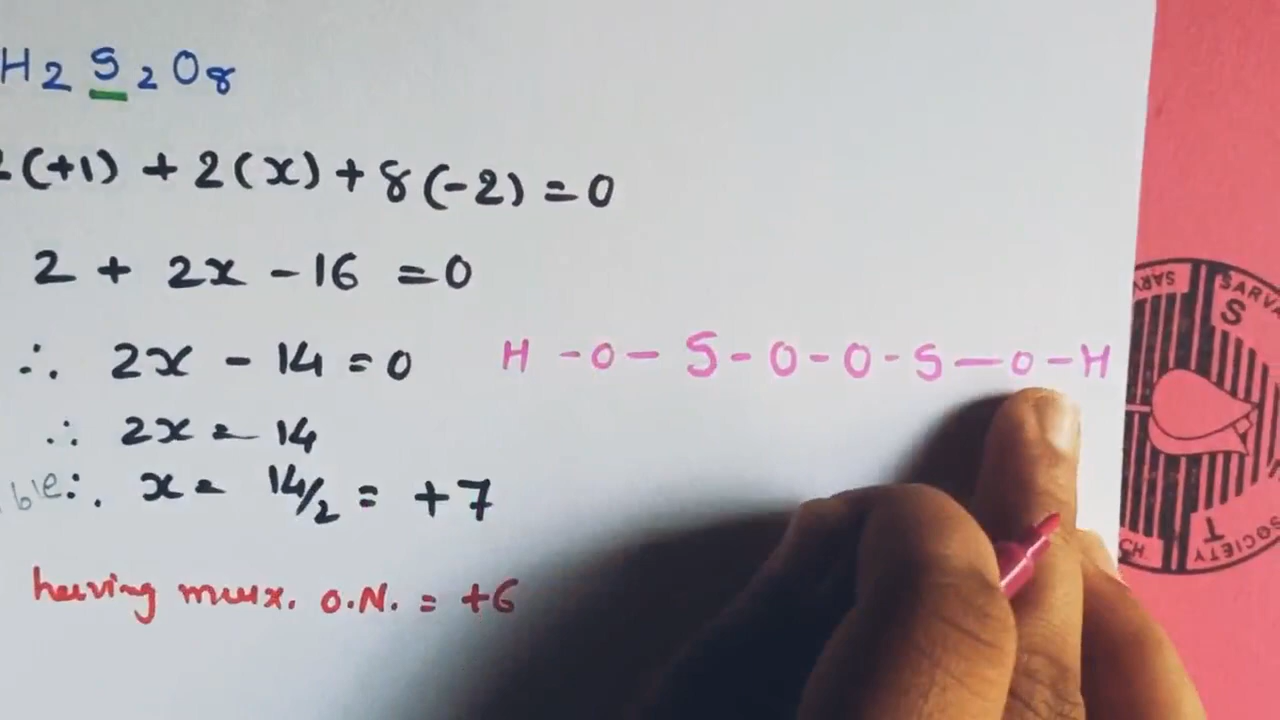 H2S2O8
2(+1) + 2(x) + 8(-2) = 0
2 + 2x - 16 = 0
∴ 2x - 14 = 0
H - O - S - O - O - S - O - H
∴ 2x = 14
∴ x = 14/2 = +7
having max. O.N. = +6
S
T
SOCIETY